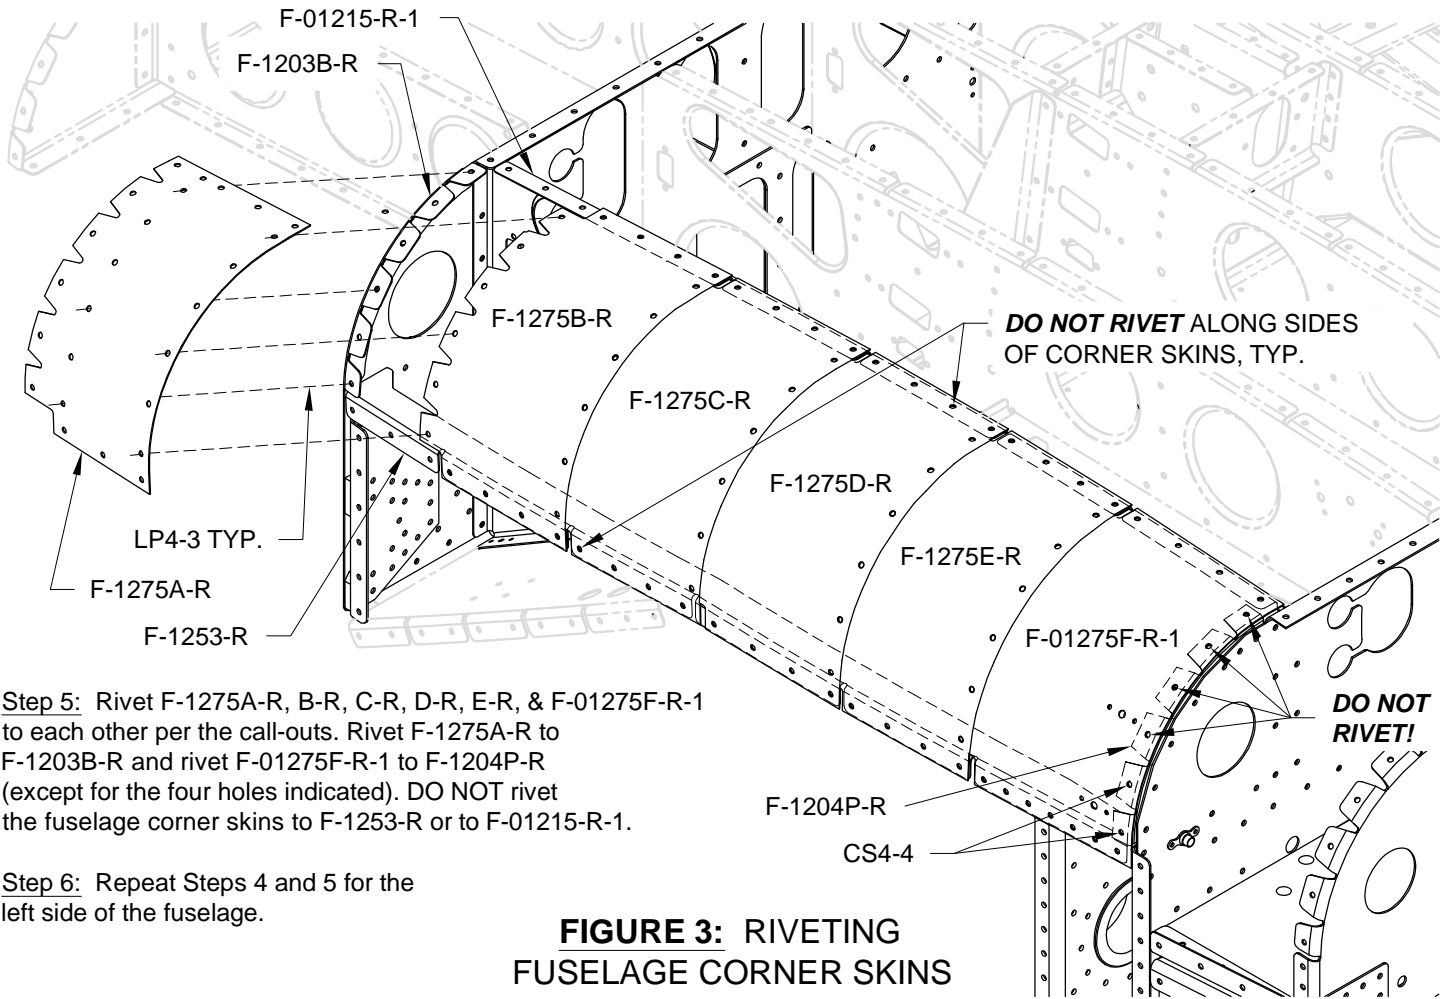 F-01215-R-1
F-1203B-R
F-1275B-R
DO NOT RIVET ALONG SIDES
OF CORNER SKINS, TYP.
F-1275C-R
F-1275D-R
LP4-3 TYP.
F-1275E-R
F-1275A-R
F-1253-R
F-01275F-R-1
DO NOT
RIVET!
Step 5: Rivet F-1275A-R, B-R, C-R, D-R, E-R, & F-01275F-R-1
to each other per the call-outs. Rivet F-1275A-R to
F-1203B-R and rivet F-01275F-R-1 to F-1204P-R
(except for the four holes indicated). DO NOT rivet
the fuselage corner skins to F-1253-R or to F-01215-R-1.
F-1204P-R
CS4-4
Step 6: Repeat Steps 4 and 5 for the
left side of the fuselage.
FIGURE 3: RIVETING
FUSELAGE CORNER SKINS